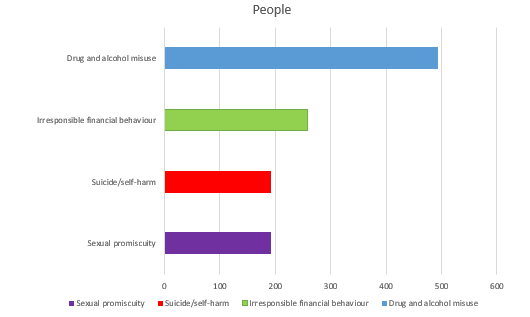 People
Drug and alcohol misuse
Irresponsible financial behaviour
Suicide/self-harm
Sexual promiscuity
0 100 200 300 400 500 600
Sexual promiscuity Suicide/self-harm Irresponsible financial behaviour Drug and alcohol misuse